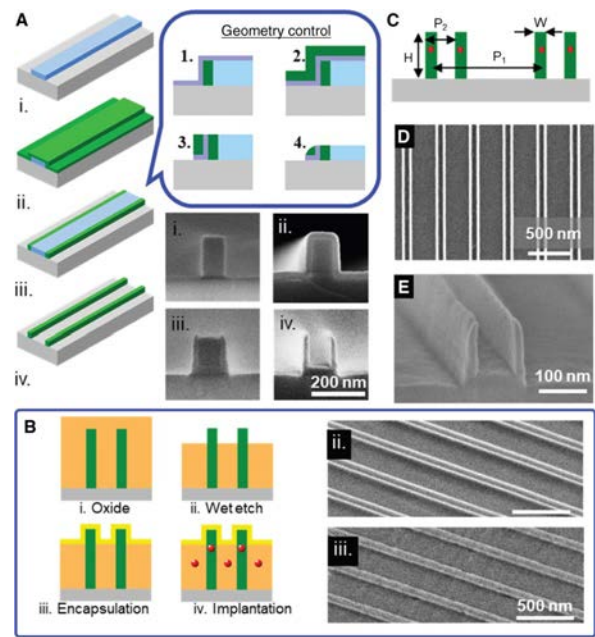 A
Geometry control
1.
2.
3.
4.
i.
ii.
iii.
iv.
i.
ii.
iii.
iv.
200 nm
B
i. Oxide
ii. Wet etch
iii. Encapsulation
iv. Implantation
ii.
iii.
500 nm
C
P2
W
H
P1
D
500 nm
E
100 nm